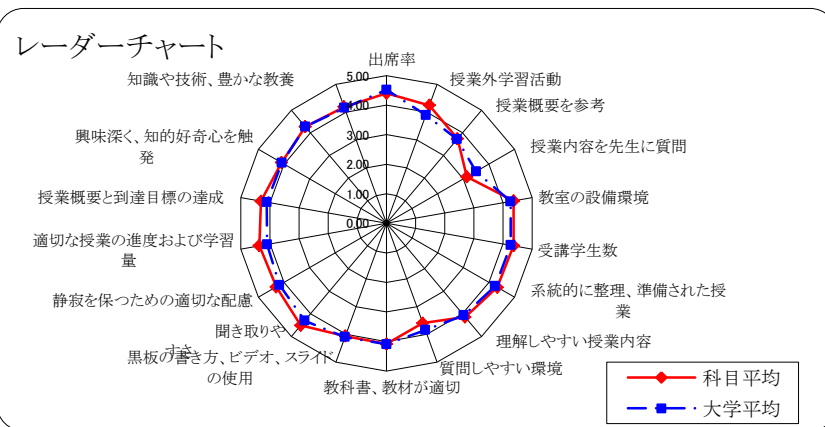 レーダーチャート
出席率
授業外学習活動
授業概要を参考
授業内容を先生に質問
教室の設備環境
受講学生数
系統的に整理、準備された授
業
理解しやすい授業内容
質問しやすい環境
教科書、教材が適切
黒板の書き方、ビデオ、スライド
の使用
聞き取りや
すさ
静寂を保つための適切な配慮
適切な授業の進度および学習
量
授業概要と到達目標の達成
興味深く、知的好奇心を触
発
知識や技術、豊かな教養
5.00
4.00
3.00
2.00
1.00
0.00
科目平均
大学平均